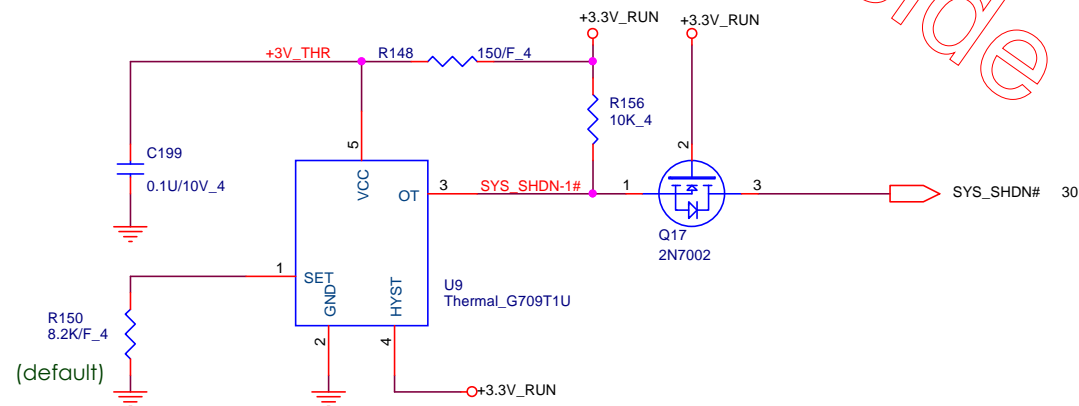 ide
+3.3V_RUN
+3.3V_RUN
+3V_THR
R148
150/F_4
R156
10K_4
2
5
C199
0.1U/10V_4
VCC
OT
3
SYS_SHDN-1#
1
3
SYS_SHDN#
30
Q17
2N7002
1
SET
GND
HYST
U9
Thermal_G709T1U
R150
8.2K/F_4
2
4
(default)
+3.3V_RUN